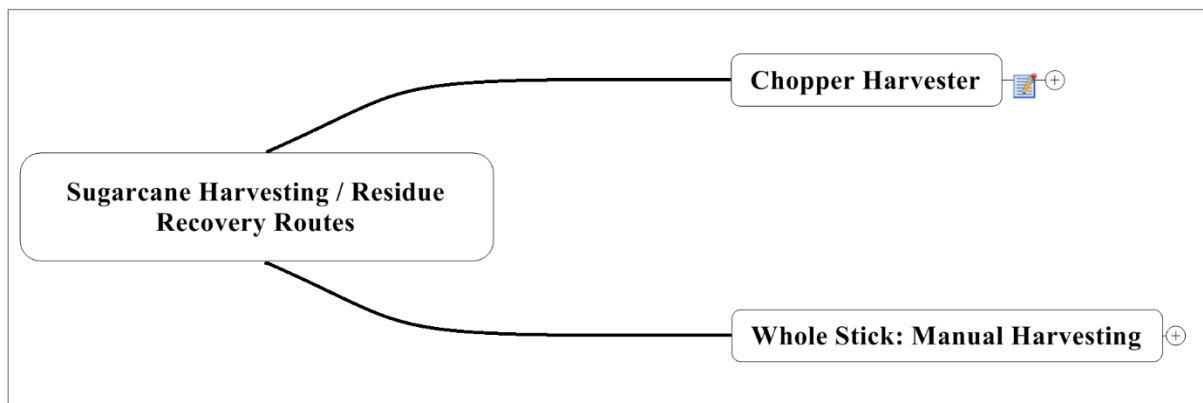 Chopper Harvester
Sugarcane Harvesting / Residue
Recovery Routes
Whole Stick: Manual Harvesting